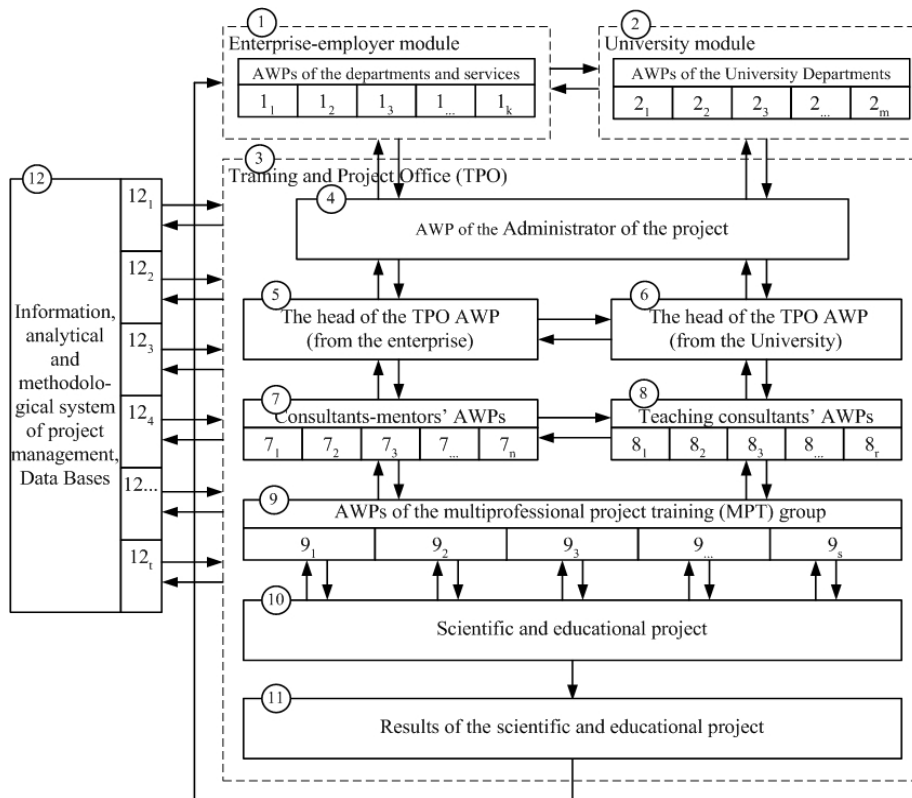 1
Enterprise-employer module
AWPs of the departments and services
1₁ 1₂ 1₃ 1... 1ₖ
2
University module
AWPs of the University Departments
2₁ 2₂ 2₃ 2... 2ₘ
3
Training and Project Office (TPO)
4
AWP of the Administrator of the project
5
The head of the TPO AWP
(from the enterprise)
6
The head of the TPO AWP
(from the University)
7
Consultants-mentors’ AWPs
7₁ 7₂ 7₃ 7... 7ₙ
8
Teaching consultants’ AWPs
8₁ 8₂ 8₃ 8... 8ᵣ
9
AWPs of the multiprofessional project training (MPT) group
9₁ 9₂ 9₃ 9... 9ₛ
10
Scientific and educational project
11
Results of the scientific and educational project
12
Information,
analytical
and
methodolo-
gical system
of project
management,
Data Bases
12₁
12₂
12₃
12₄
12...
12ₜ